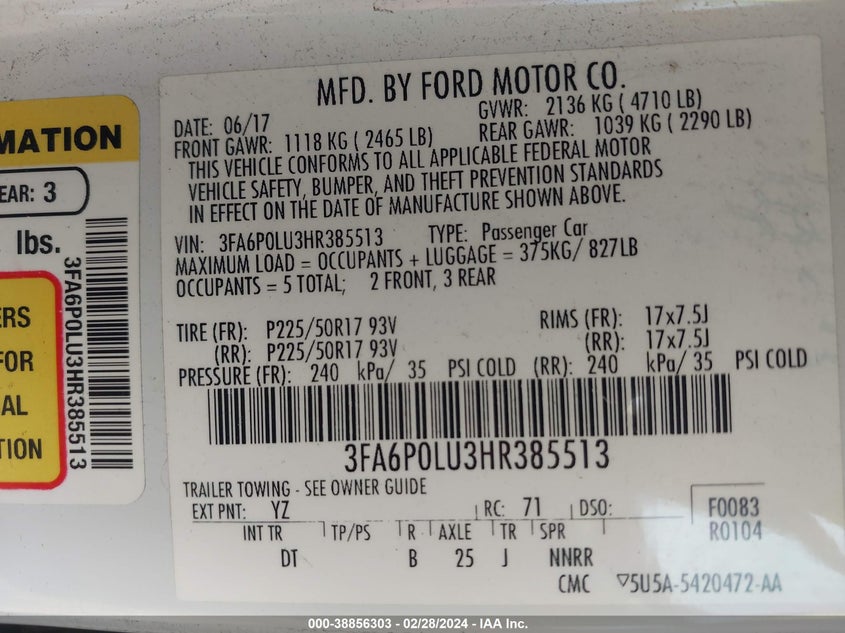 MATION
EAR: 3
lbs.
3FA6P0LU3HR385513
ERS
FOR
AL
TION
MFD. BY FORD MOTOR CO.
DATE: 06/17 GVWR: 2136 KG ( 4710 LB)
FRONT GAWR: 1118 KG ( 2465 LB) REAR GAWR: 1039 KG ( 2290 LB)
THIS VEHICLE CONFORMS TO ALL APPLICABLE FEDERAL MOTOR
VEHICLE SAFETY, BUMPER, AND THEFT PREVENTION STANDARDS
IN EFFECT ON THE DATE OF MANUFACTURE SHOWN ABOVE.
VIN: 3FA6P0LU3HR385513 TYPE: Passenger Car
MAXIMUM LOAD = OCCUPANTS + LUGGAGE = 375KG/ 827LB
OCCUPANTS = 5 TOTAL; 2 FRONT, 3 REAR
TIRE (FR): P225/50R17 93V RIMS (FR): 17x7.5J
(RR): P225/50R17 93V (RR): 17x7.5J
PRESSURE (FR): 240 kPa/ 35 PSI COLD (RR): 240 kPa/ 35 PSI COLD
3FA6P0LU3HR385513
TRAILER TOWING - SEE OWNER GUIDE
EXT PNT: YZ RC: 71 DSO: F0083
INT TR TP/PS R AXLE TR SPR R0104
DT B 25 J NNRR
CMC ▽5U5A-5420472-AA
000-38856303 - 02/28/2024 - IAA Inc.